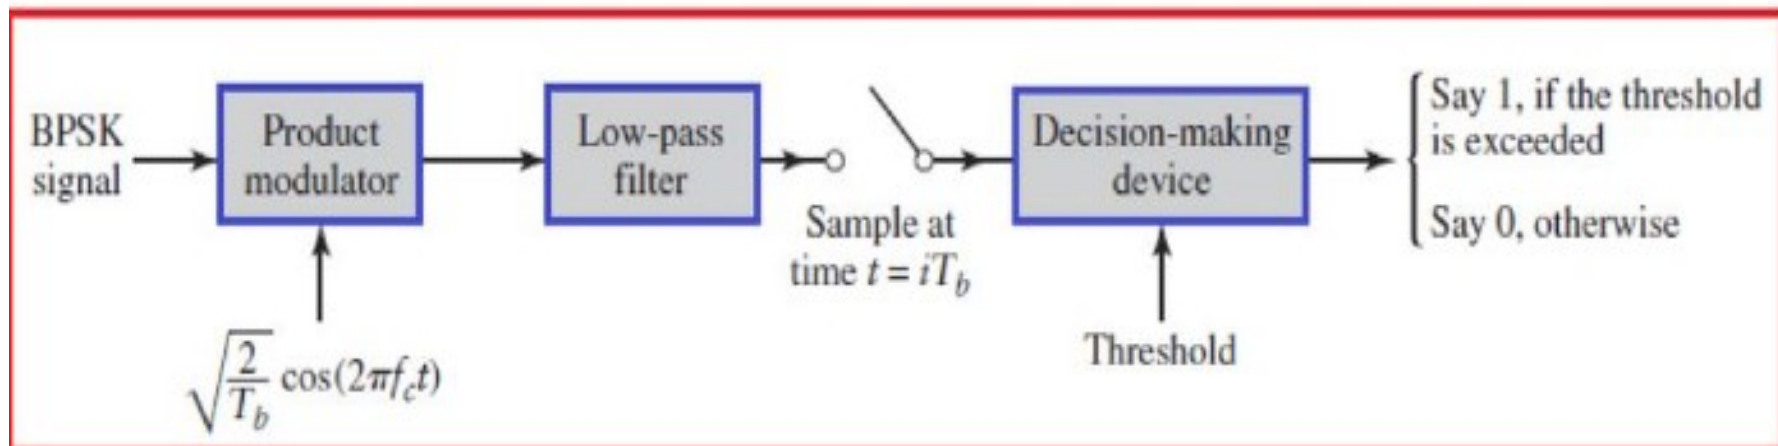 BPSK
signal
Product
modulator
Low-pass
filter
Sample at
time t = iT_b
Decision-making
device
Say 1, if the threshold
is exceeded
Say 0, otherwise
√(2/T_b) cos(2πf_ct)
Threshold